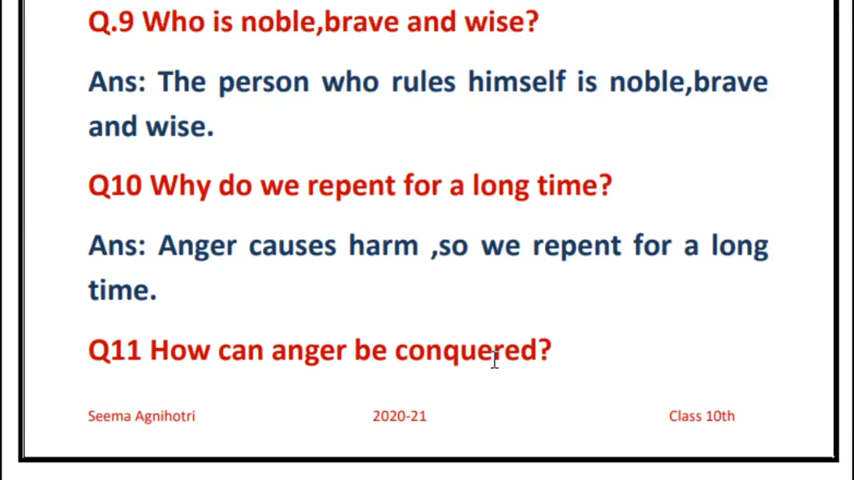 Q.9 Who is noble,brave and wise?
Ans: The person who rules himself is noble,brave
and wise.
Q10 Why do we repent for a long time?
Ans: Anger causes harm ,so we repent for a long
time.
Q11 How can anger be conquered?
Seema Agnihotri 2020-21 Class 10th